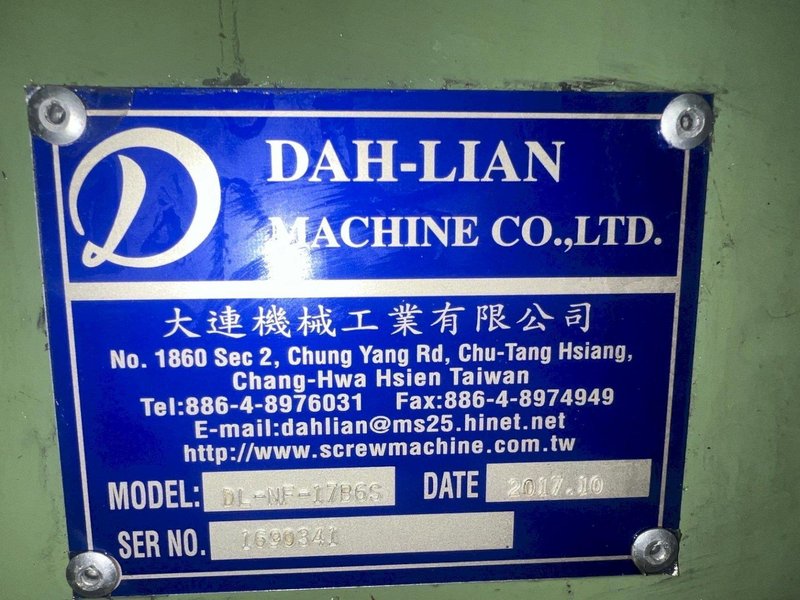 DAH-LIAN
MACHINE CO.,LTD.
大連機械工業有限公司
No. 1860 Sec 2, Chung Yang Rd, Chu-Tang Hsiang,
Chang-Hwa Hsien Taiwan
Tel:886-4-8976031 Fax:886-4-8974949
E-mail:dahlian@ms25.hinet.net
http://www.screwmachine.com.tw
MODEL: DL-NF-17B6S DATE 2017.10
SER NO. 1690341